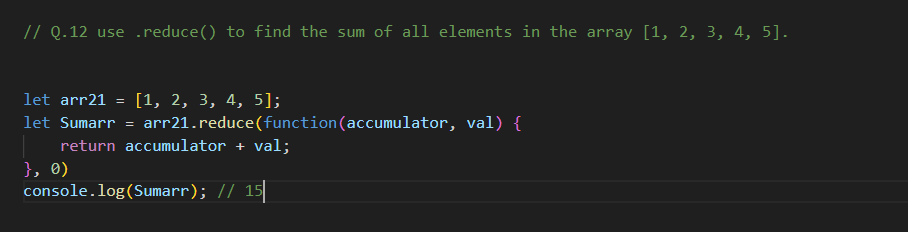 // Q.12 use .reduce() to find the sum of all elements in the array [1, 2, 3, 4, 5].
let arr21 = [1, 2, 3, 4, 5];
let Sumarr = arr21.reduce(function(accumulator, val) {
    return accumulator + val;
}, 0)
console.log(Sumarr); // 15